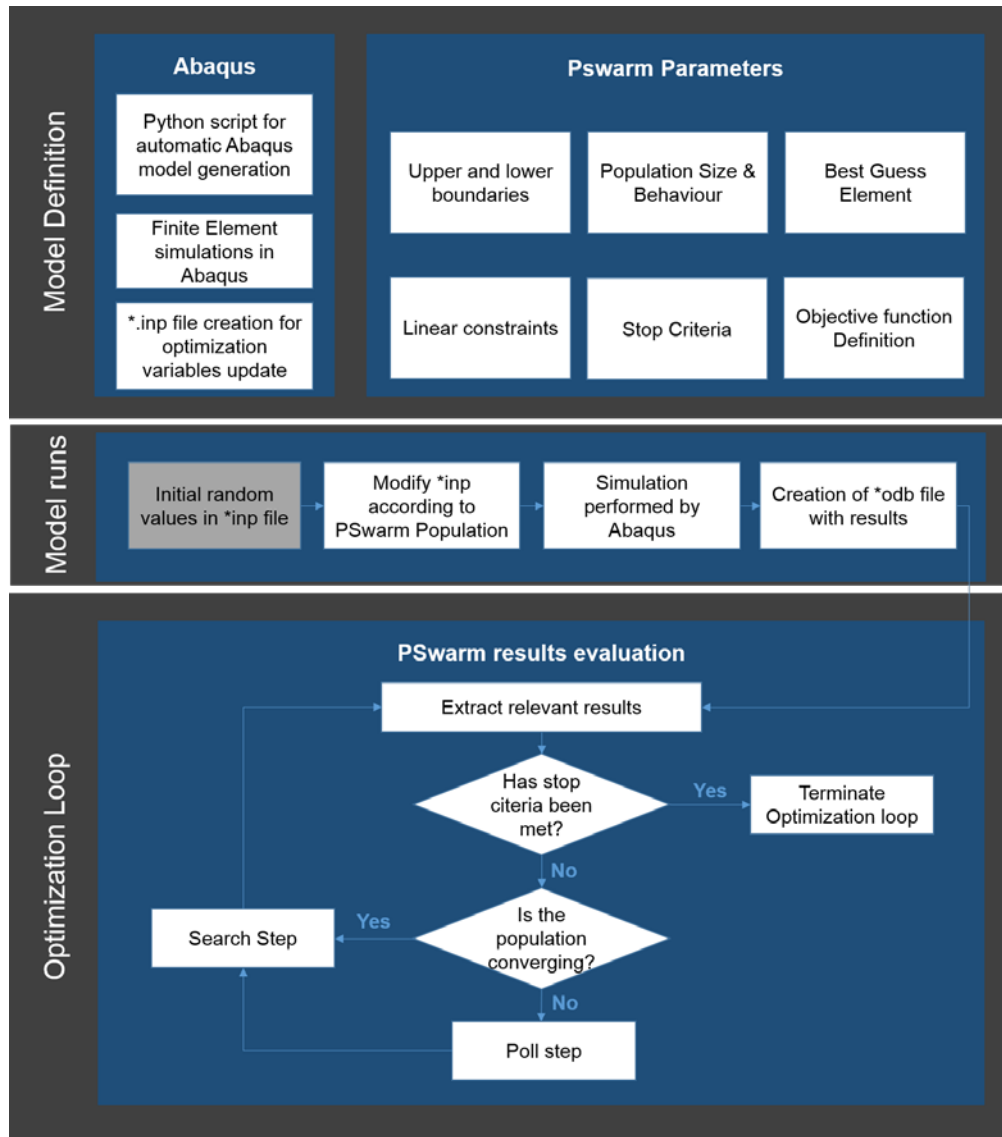 Model Definition
Abaqus
Python script for
automatic Abaqus
model generation
Finite Element
simulations in
Abaqus
*.inp file creation for
optimization
variables update
Pswarm Parameters
Upper and lower
boundaries
Population Size &
Behaviour
Best Guess
Element
Linear constraints
Stop Criteria
Objective function
Definition
Model runs
Initial random
values in *inp file
Modify *inp
according to
PSwarm Population
Simulation
performed by
Abaqus
Creation of *odb file
with results
Optimization Loop
PSwarm results evaluation
Extract relevant results
Has stop
citeria been
met?
Yes
Terminate
Optimization loop
No
Is the
population
converging?
Yes
Search Step
No
Poll step